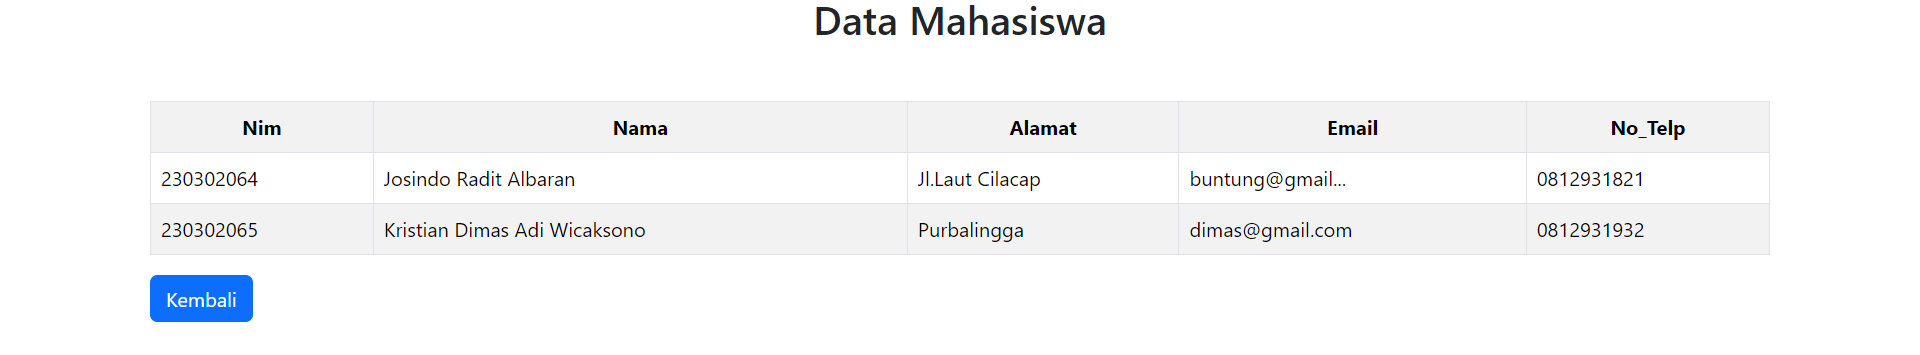 Data Mahasiswa
Nim Nama Alamat Email No_Telp
230302064 Josindo Radit Albaran Jl.Laut Cilacap buntung@gmail... 0812931821
230302065 Kristian Dimas Adi Wicaksono Purbalingga dimas@gmail.com 0812931932
Kembali